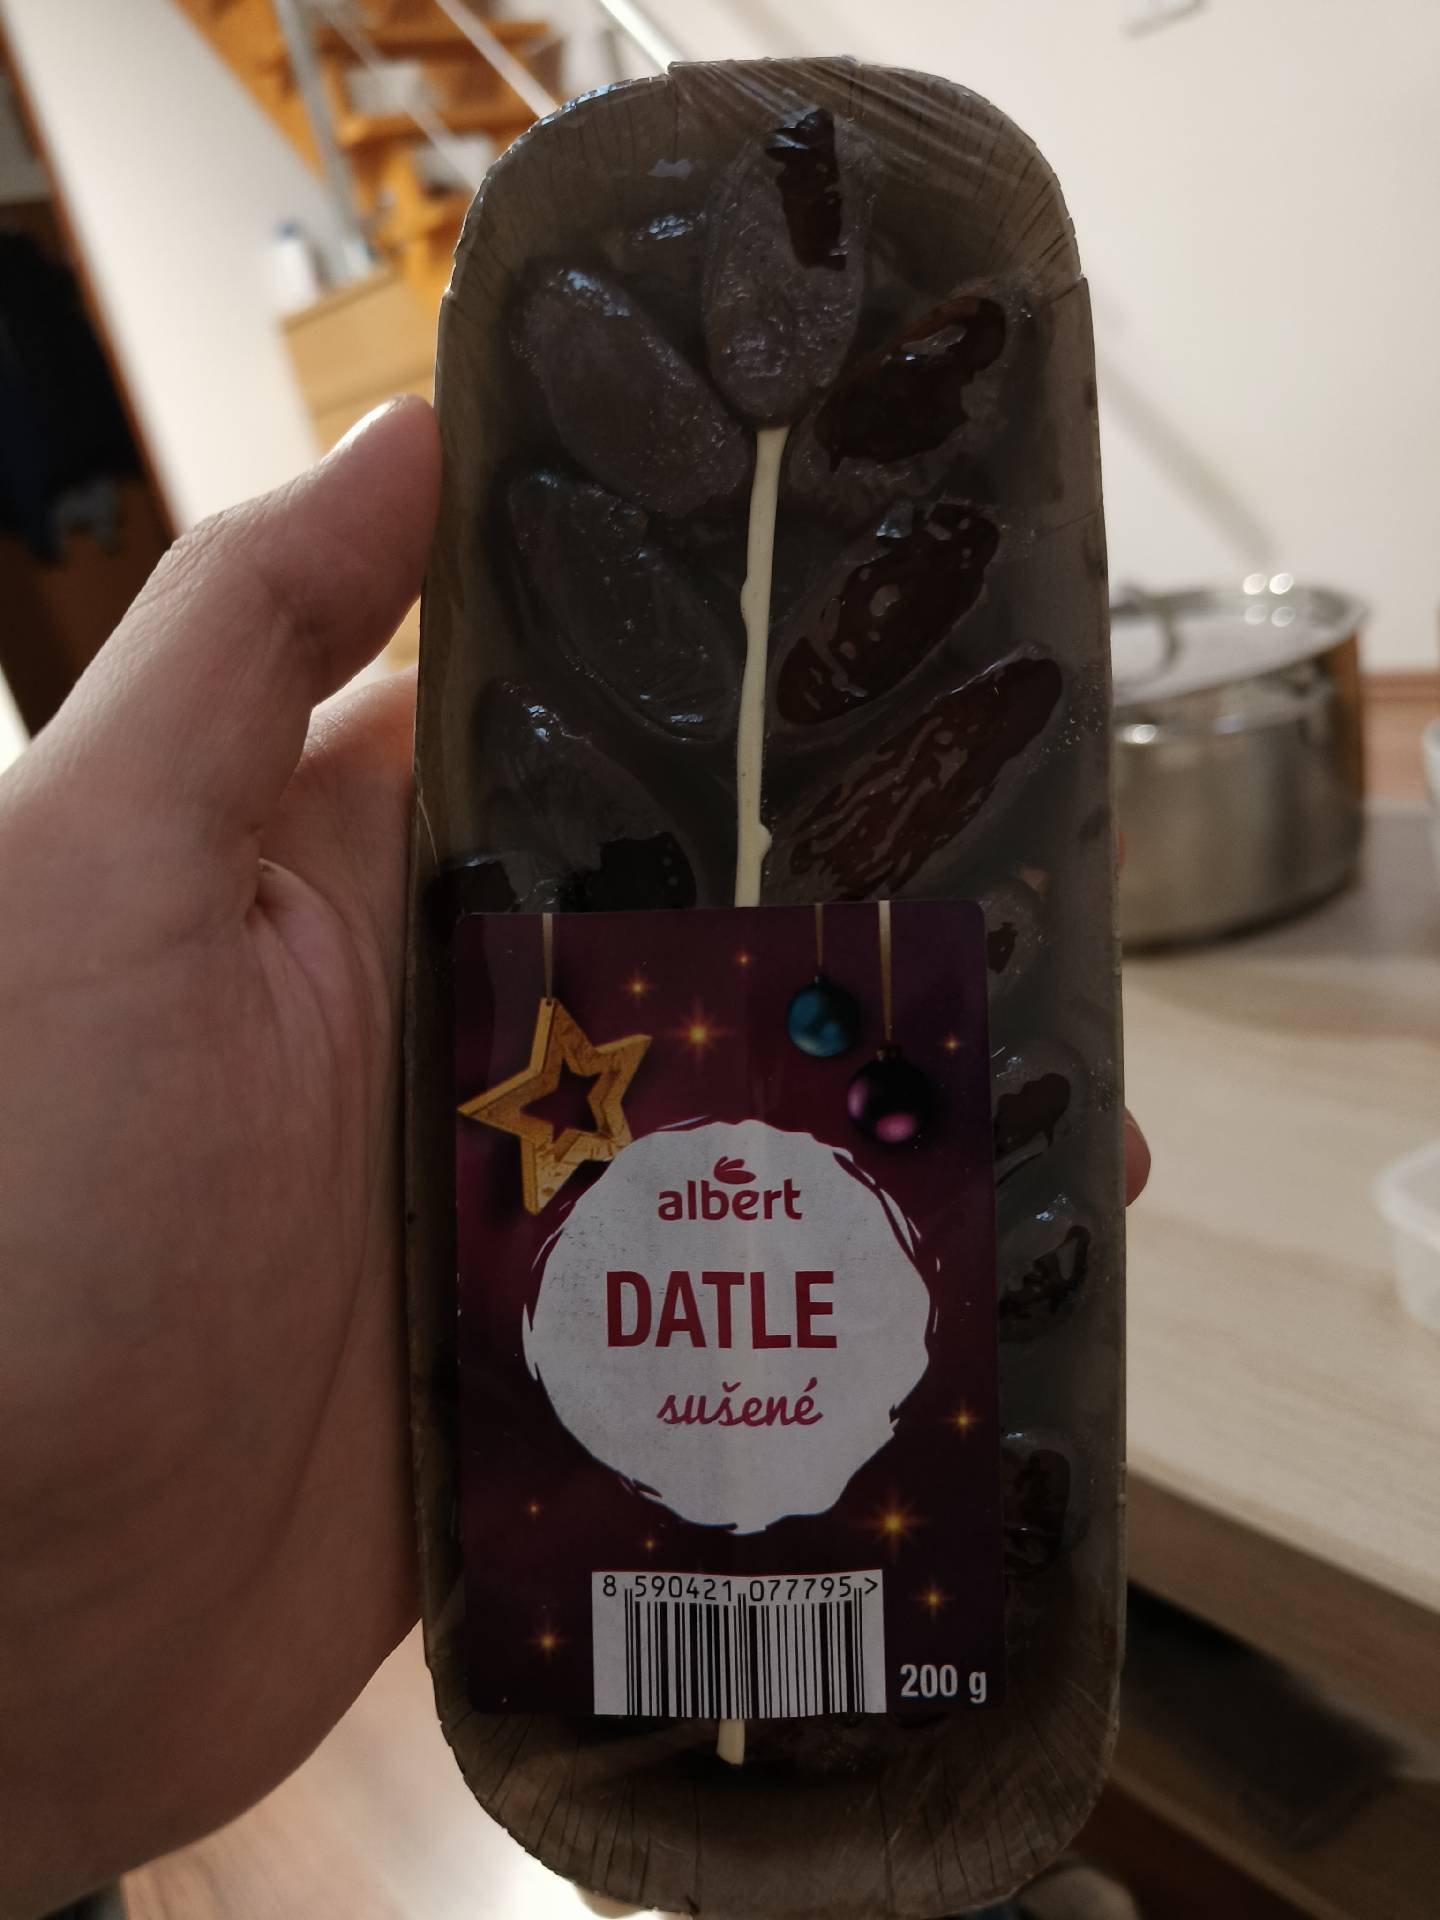 albert
DATLE
sušené
8 590421 077795 >
200 g